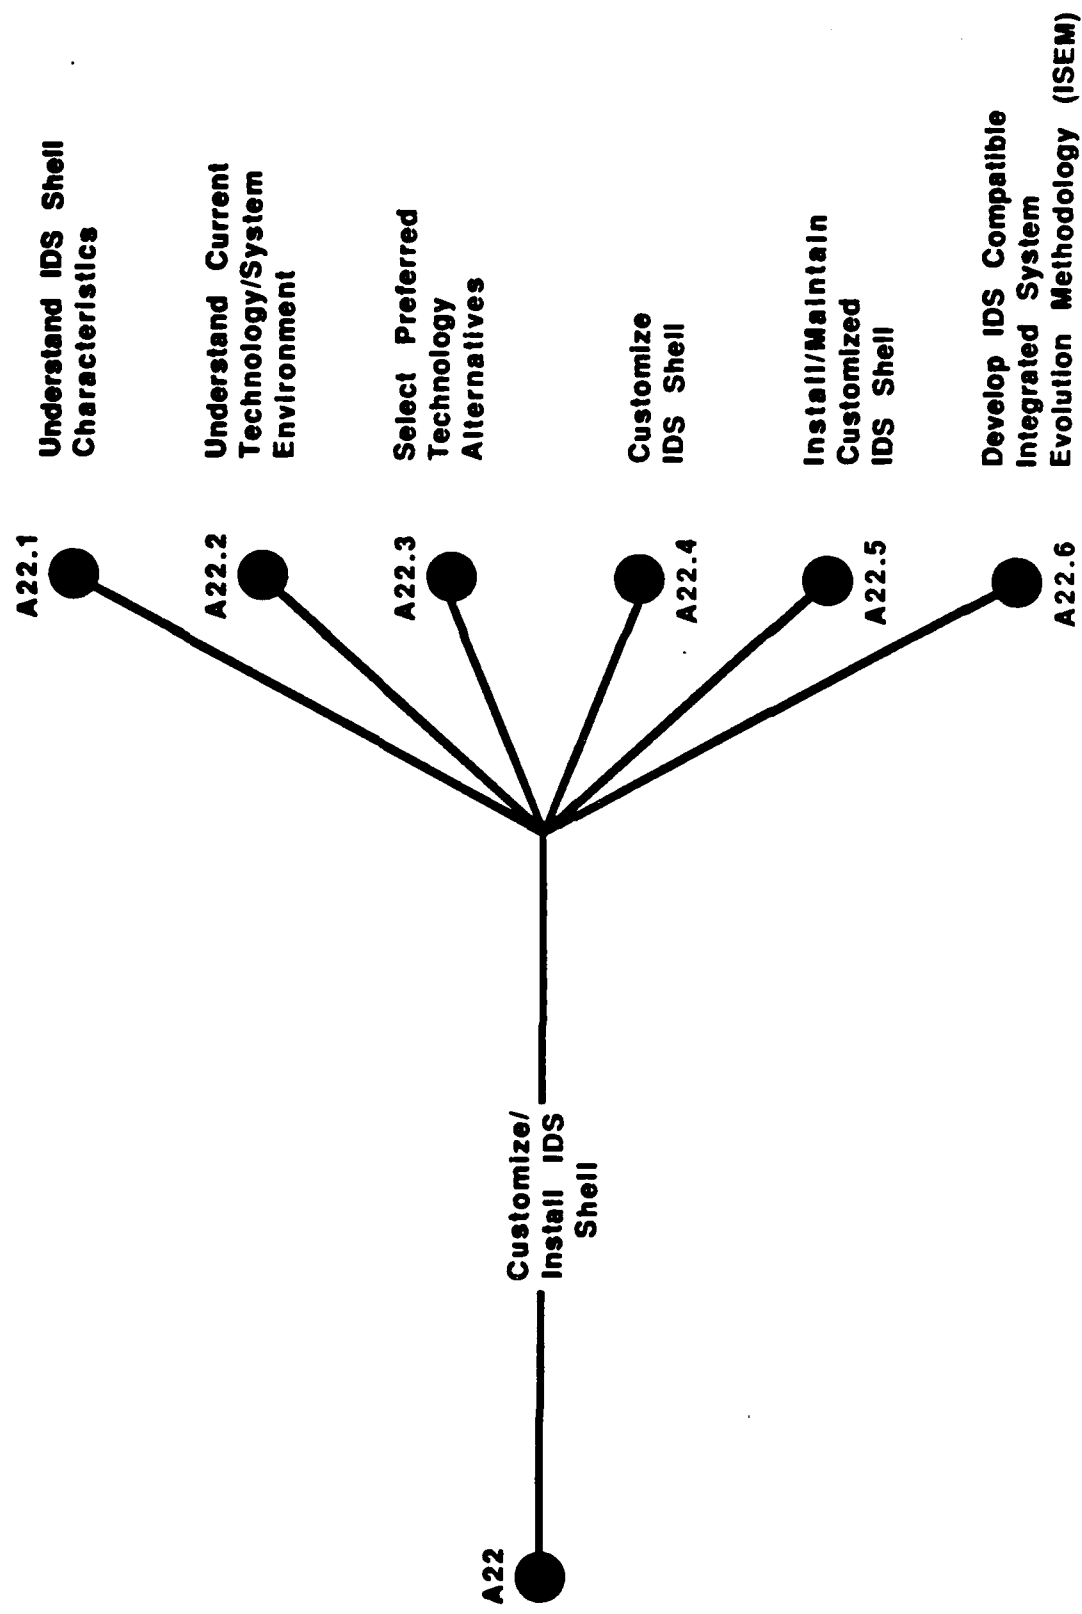 A22
Customize/
Install IDS
Shell
A22.1
Understand IDS Shell
Characteristics
A22.2
Understand Current
Technology/System
Environment
A22.3
Select Preferred
Technology
Alternatives
A22.4
Customize
IDS Shell
A22.5
Install/Maintain
Customized
IDS Shell
A22.6
Develop IDS Compatible
Integrated System
Evolution Methodology (ISEM)